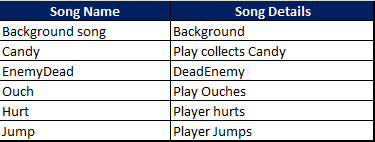 Song Name Song Details
Background song Background
Candy Play collects Candy
EnemyDead DeadEnemy
Ouch Play Ouches
Hurt Player hurts
Jump Player Jumps